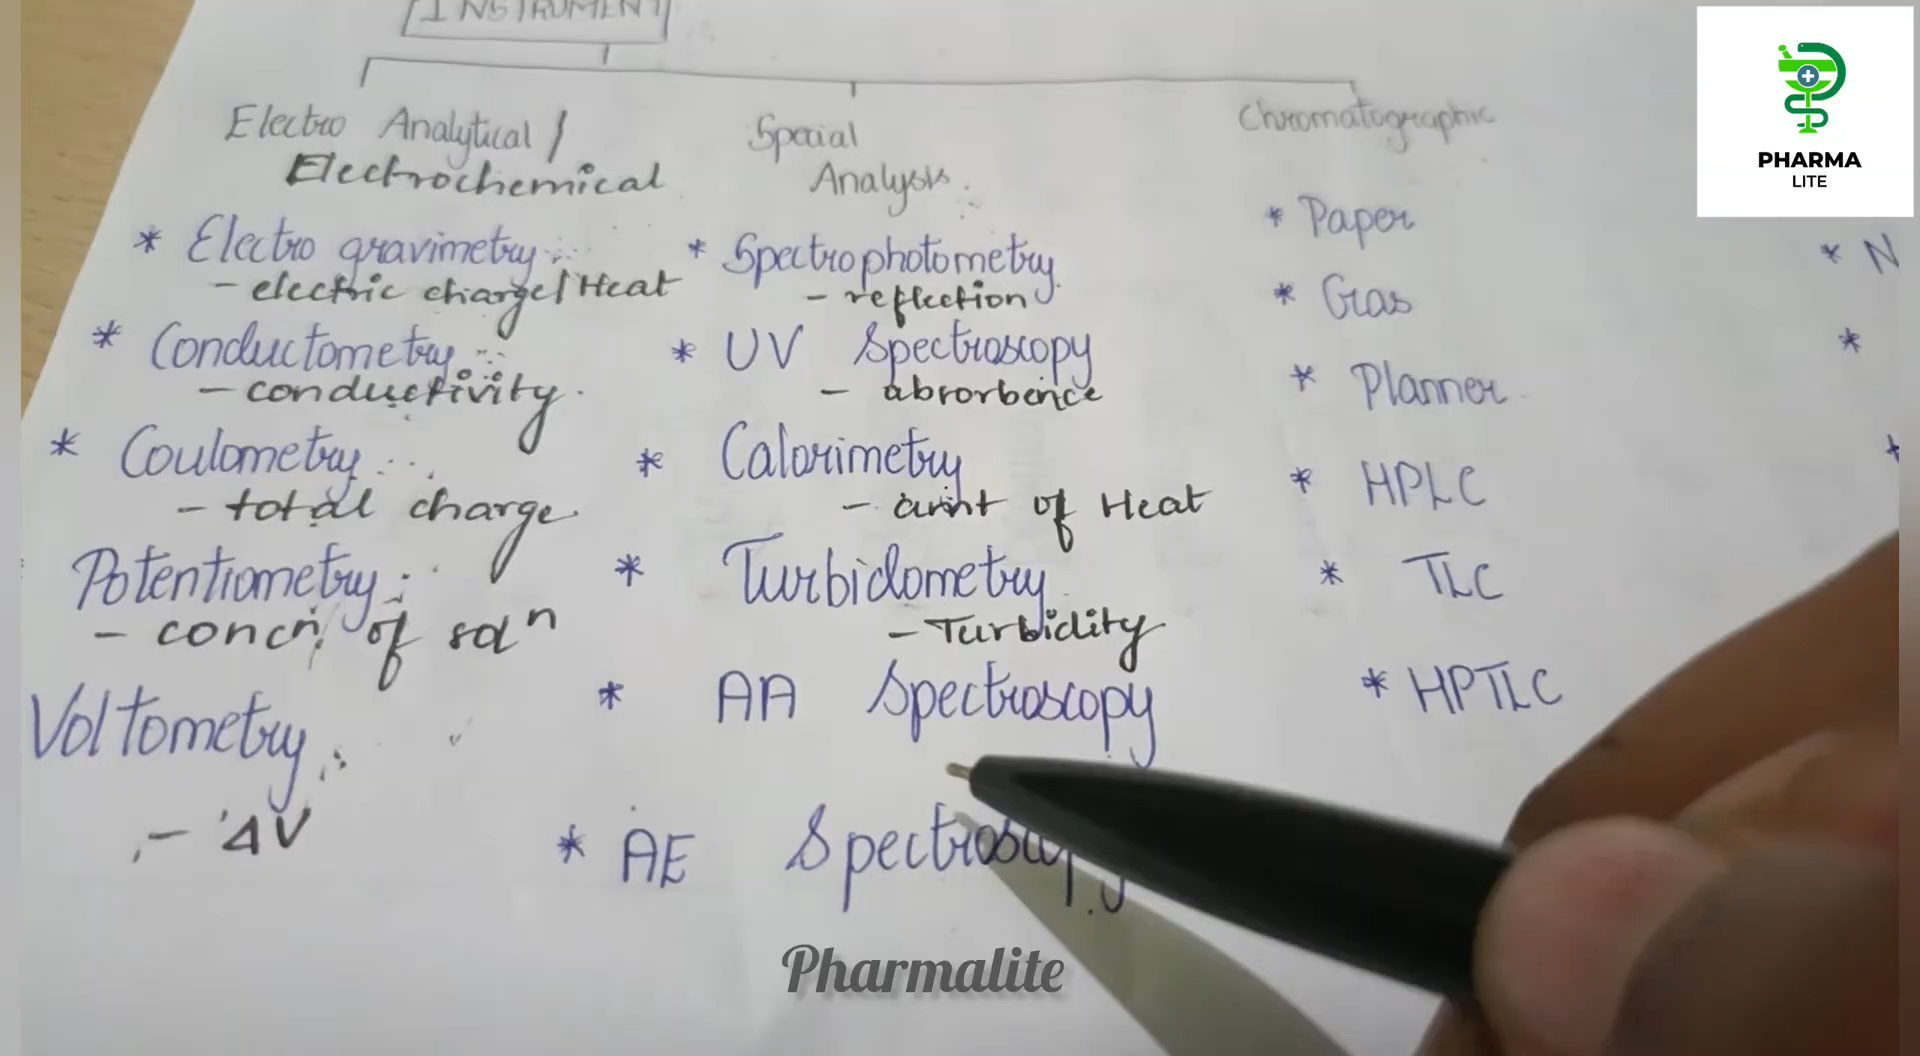 INSTRUMENT
Electro Analytical /
Electrochemical
* Electro gravimetry
- electric charge/Heat
* Conductometry
- conductivity
* Coulometry
- total charge
Potentiometry
- concn. of soln
Voltometry
- ΔV
Special
Analysis
* Spectrophotometry
- reflection
* UV Spectroscopy
- absorbence
* Calorimetry
- amnt of Heat
* Turbidometry
- Turbidity
* AA Spectroscopy
* AE Spectroscopy
Chromatographic
* Paper
* Gas
* Planner
* HPLC
* TLC
* HPTLC
* N
*
PHARMA
LITE
Pharmalite